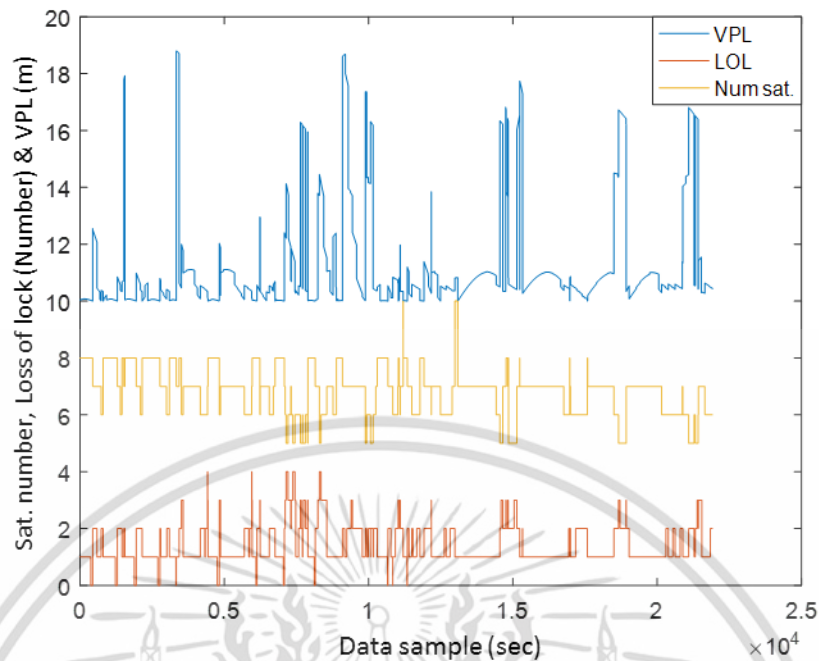 20
18
16
14
12
10
8
6
4
2
0
Sat. number, Loss of lock (Number) & VPL (m)
VPL
LOL
Num sat.
0 0.5 1 1.5 2 2.5
Data sample (sec)
×10⁴